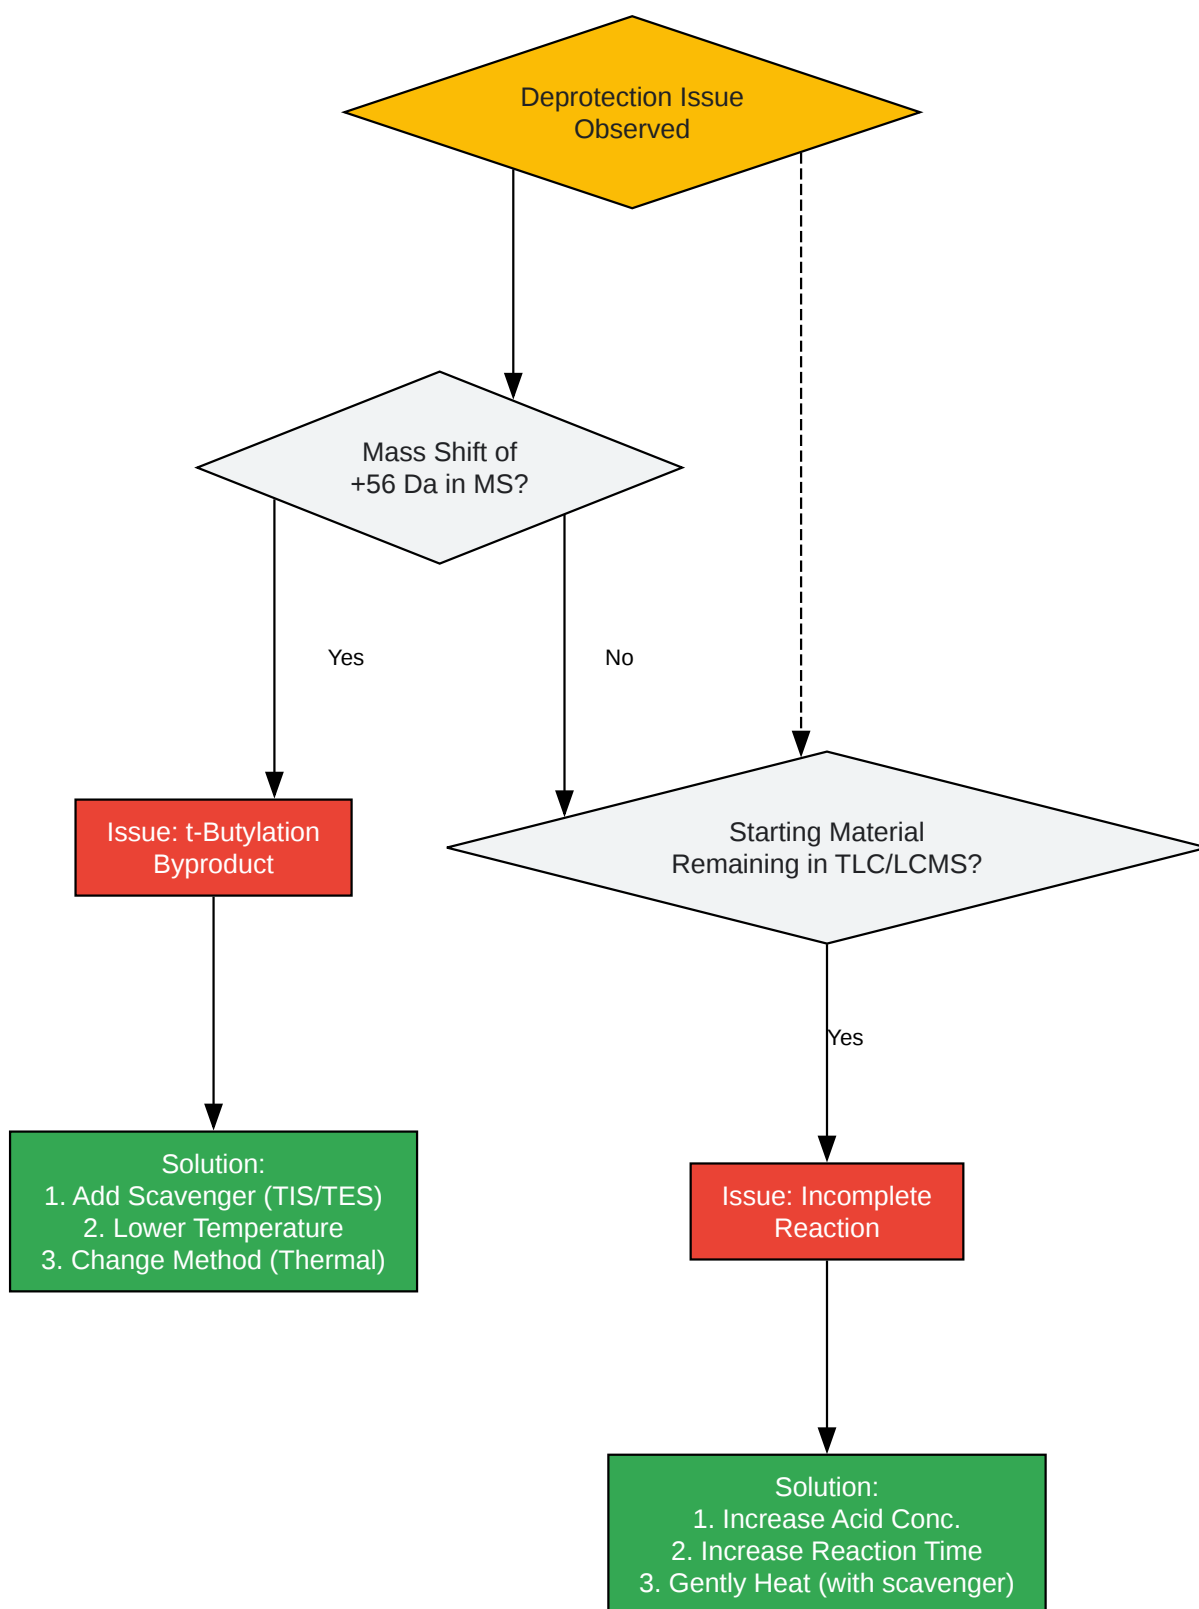 Deprotection Issue
Observed
Mass Shift of
+56 Da in MS?
Yes
No
Issue: t-Butylation
Byproduct
Starting Material
Remaining in TLC/LCMS?
Yes
Solution:
1. Add Scavenger (TIS/TES)
2. Lower Temperature
3. Change Method (Thermal)
Issue: Incomplete
Reaction
Solution:
1. Increase Acid Conc.
2. Increase Reaction Time
3. Gently Heat (with scavenger)